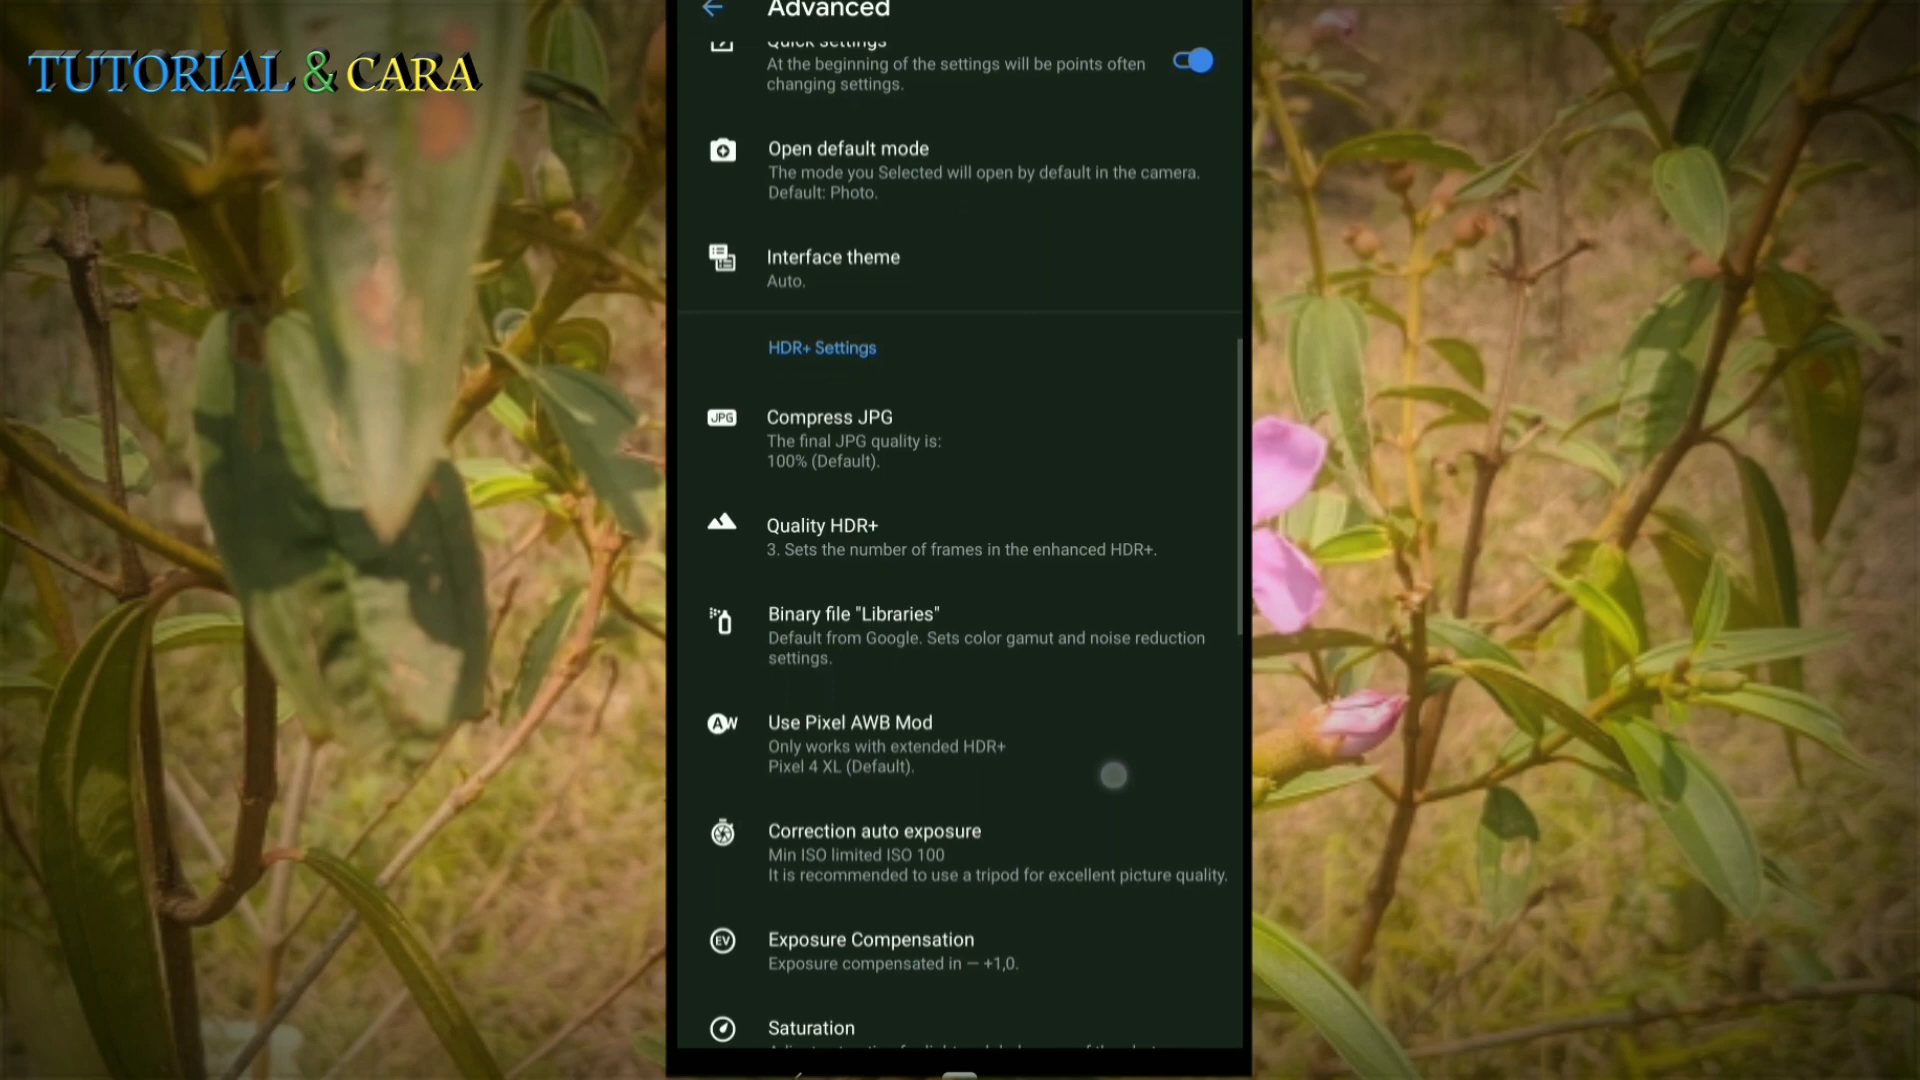 TUTORIAL & CARA
Advanced
Quick settings
At the beginning of the settings will be points often
changing settings.
Open default mode
The mode you Selected will open by default in the camera.
Default: Photo.
Interface theme
Auto.
HDR+ Settings
JPG
Compress JPG
The final JPG quality is:
100% (Default).
Quality HDR+
3. Sets the number of frames in the enhanced HDR+.
Binary file "Libraries"
Default from Google. Sets color gamut and noise reduction
settings.
AW
Use Pixel AWB Mod
Only works with extended HDR+
Pixel 4 XL (Default).
Correction auto exposure
Min ISO limited ISO 100
It is recommended to use a tripod for excellent picture quality.
EV
Exposure Compensation
Exposure compensated in — +1,0.
Saturation